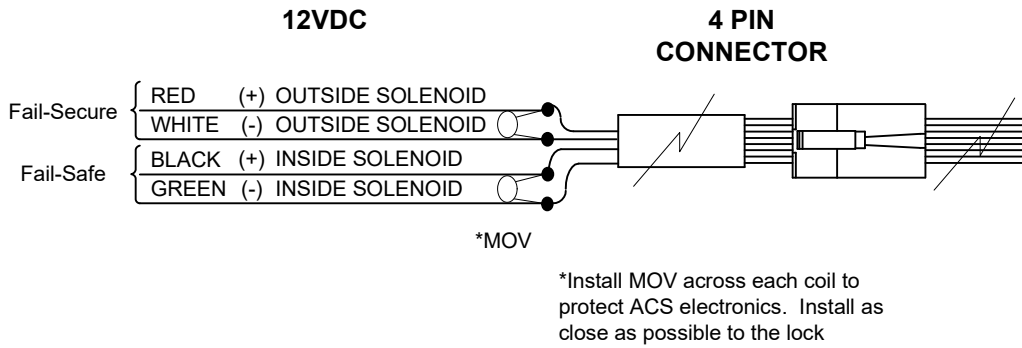 12VDC
4 PIN
CONNECTOR
Fail-Secure
RED (+) OUTSIDE SOLENOID
WHITE (-) OUTSIDE SOLENOID
Fail-Safe
BLACK (+) INSIDE SOLENOID
GREEN (-) INSIDE SOLENOID
*MOV
*Install MOV across each coil to
protect ACS electronics. Install as
close as possible to the lock